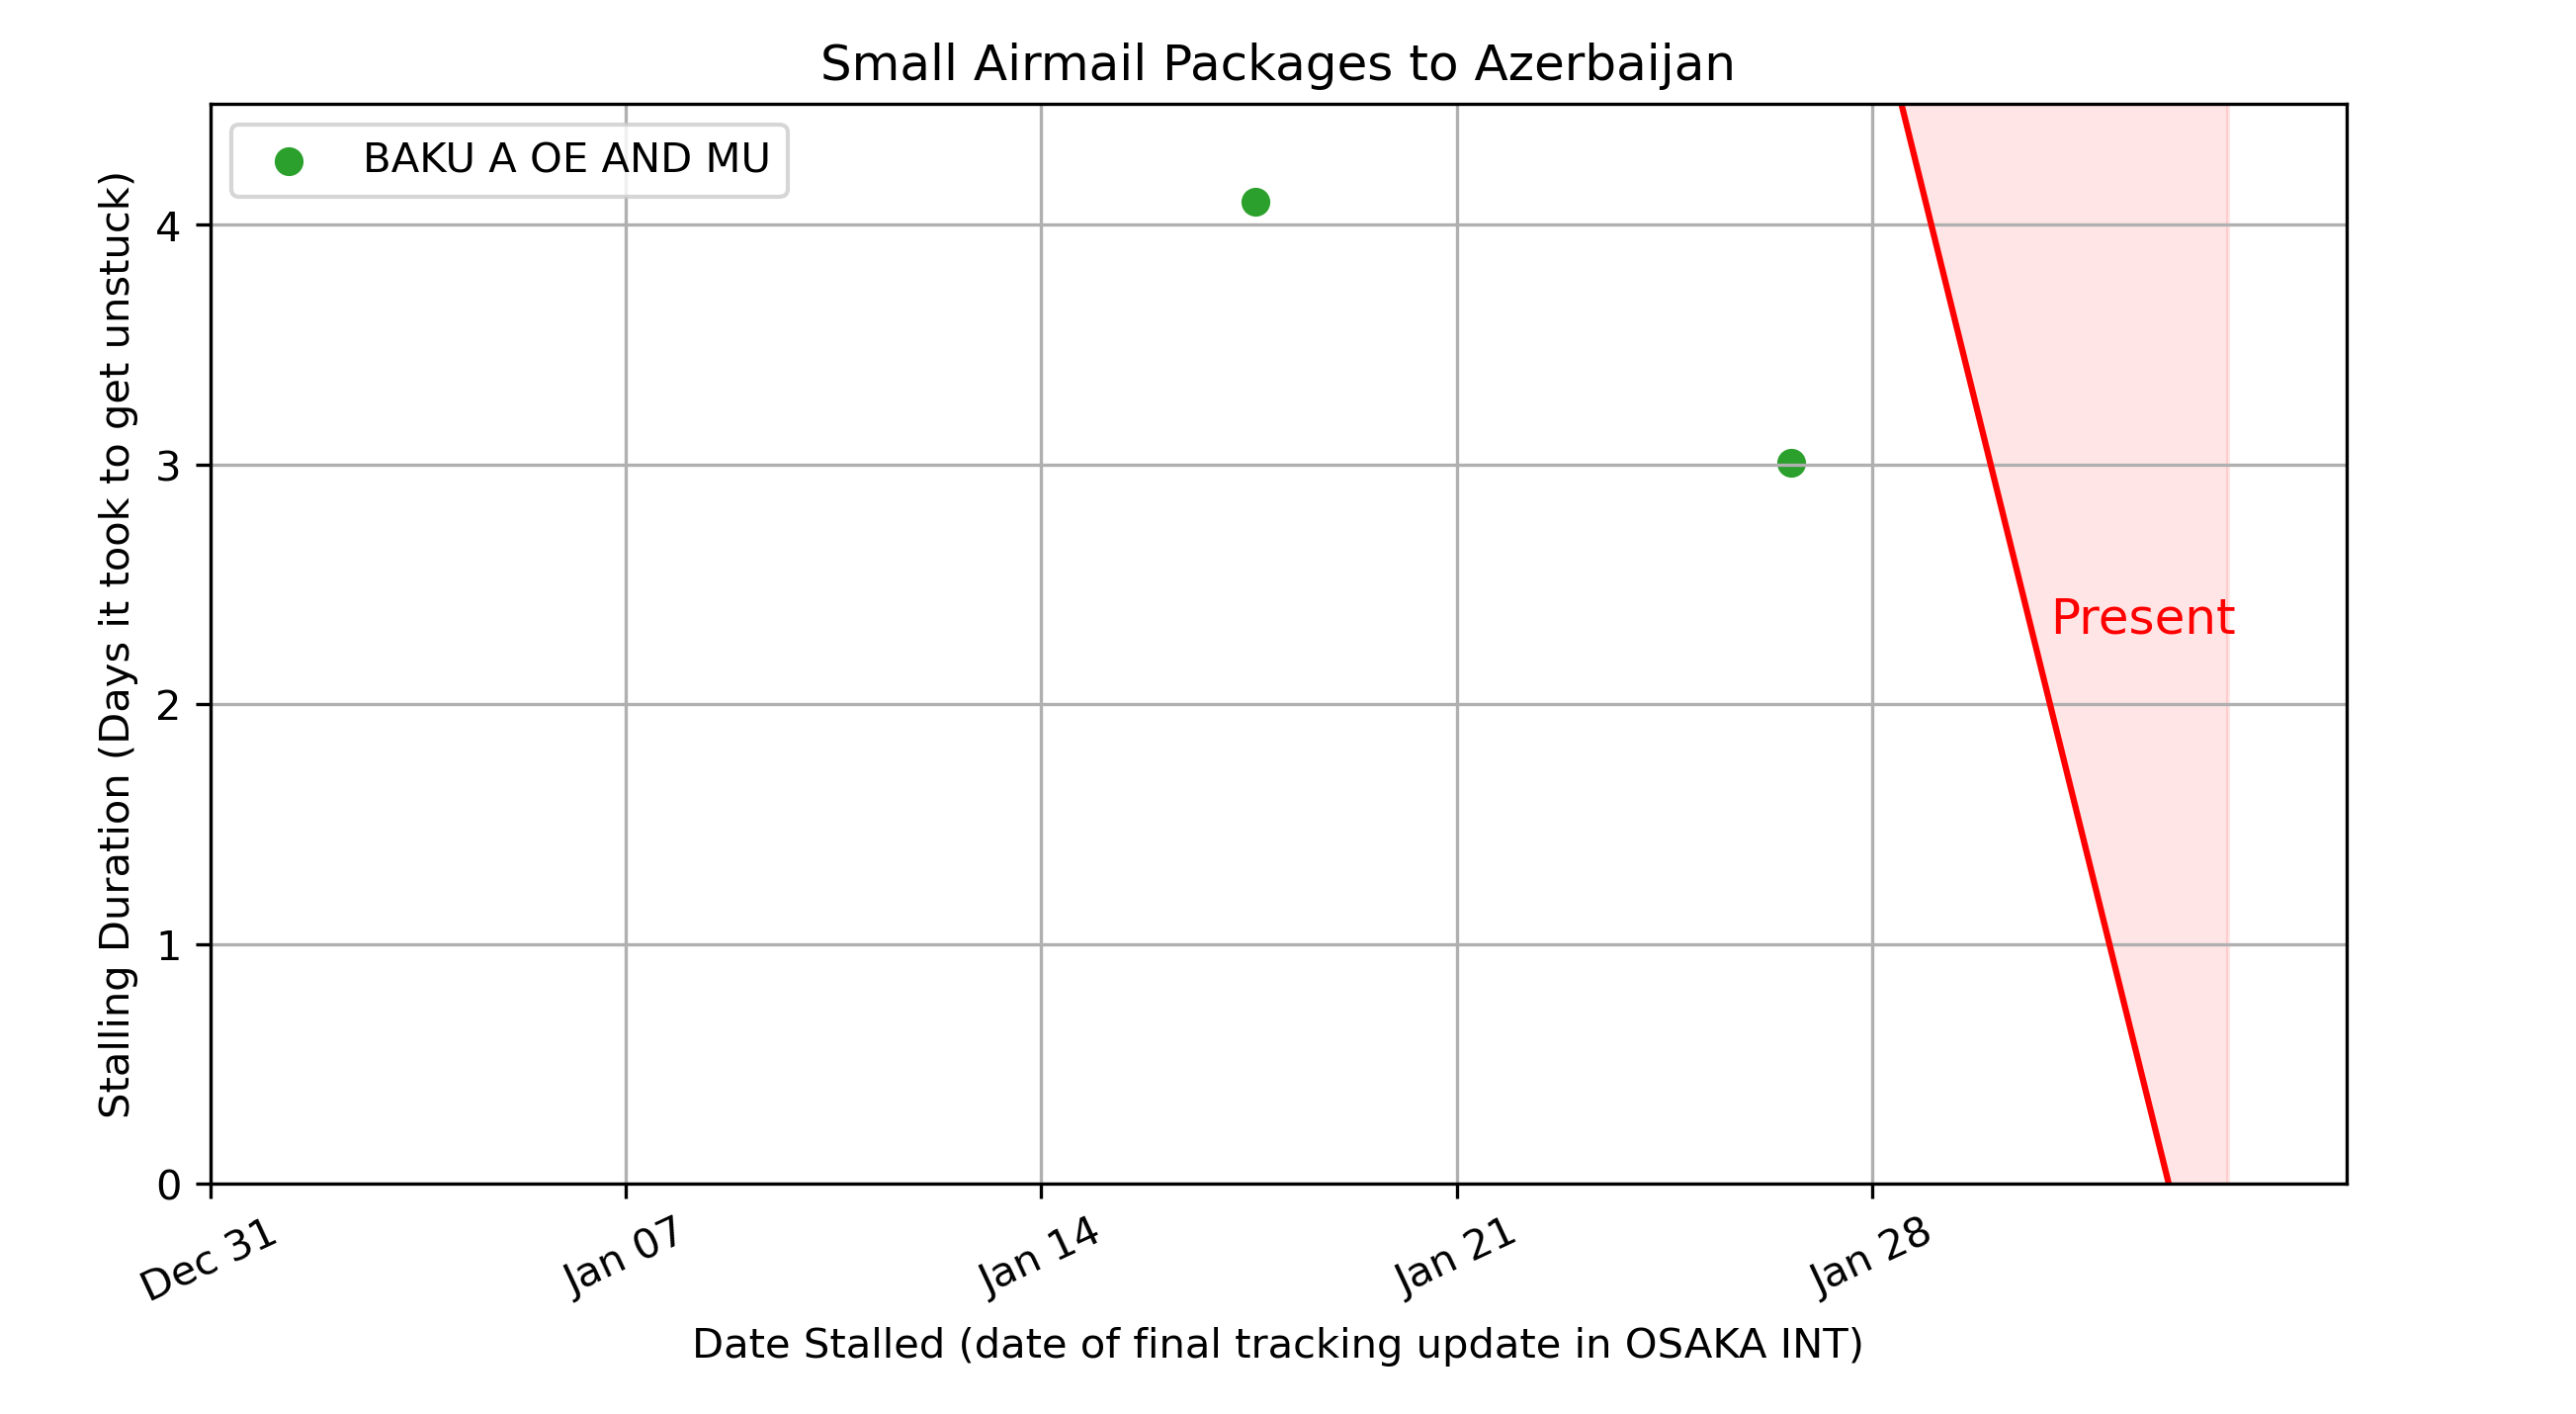 Small Airmail Packages to Azerbaijan
BAKU A OE AND MU
Stalling Duration (Days it took to get unstuck)
4
3
2
1
0
Present
Dec 31
Jan 07
Jan 14
Jan 21
Jan 28
Date Stalled (date of final tracking update in OSAKA INT)